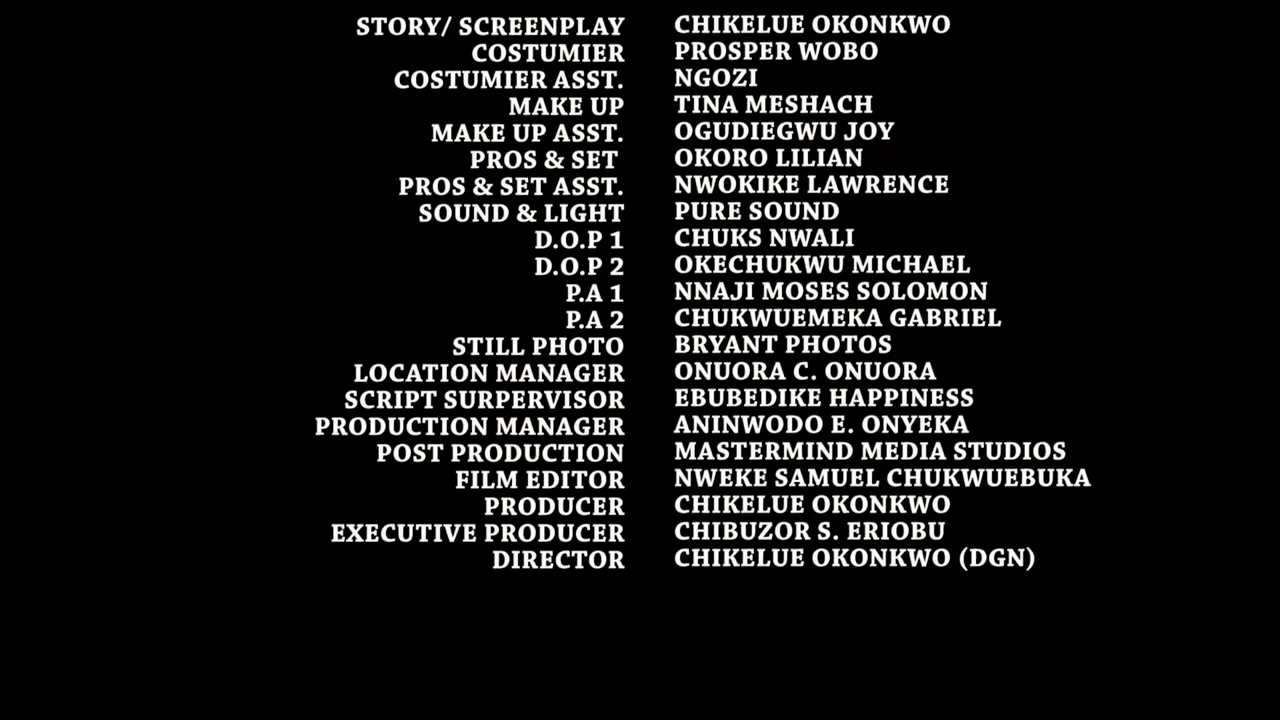 STORY/ SCREENPLAY CHIKELUE OKONKWO
COSTUMIER PROSPER WOBO
COSTUMIER ASST. NGOZI
MAKE UP TINA MESHACH
MAKE UP ASST. OGUDIEGWU JOY
PROS & SET OKORO LILIAN
PROS & SET ASST. NWOKIKE LAWRENCE
SOUND & LIGHT PURE SOUND
D.O.P 1 CHUKS NWALI
D.O.P 2 OKECHUKWU MICHAEL
P.A 1 NNAJI MOSES SOLOMON
P.A 2 CHUKWUEMEKA GABRIEL
STILL PHOTO BRYANT PHOTOS
LOCATION MANAGER ONUORA C. ONUORA
SCRIPT SURPERVISOR EBUBEDIKE HAPPINESS
PRODUCTION MANAGER ANINWODO E. ONYEKA
POST PRODUCTION MASTERMIND MEDIA STUDIOS
FILM EDITOR NWEKE SAMUEL CHUKWUEBUKA
PRODUCER CHIKELUE OKONKWO
EXECUTIVE PRODUCER CHIBUZOR S. ERIOBU
DIRECTOR CHIKELUE OKONKWO (DGN)